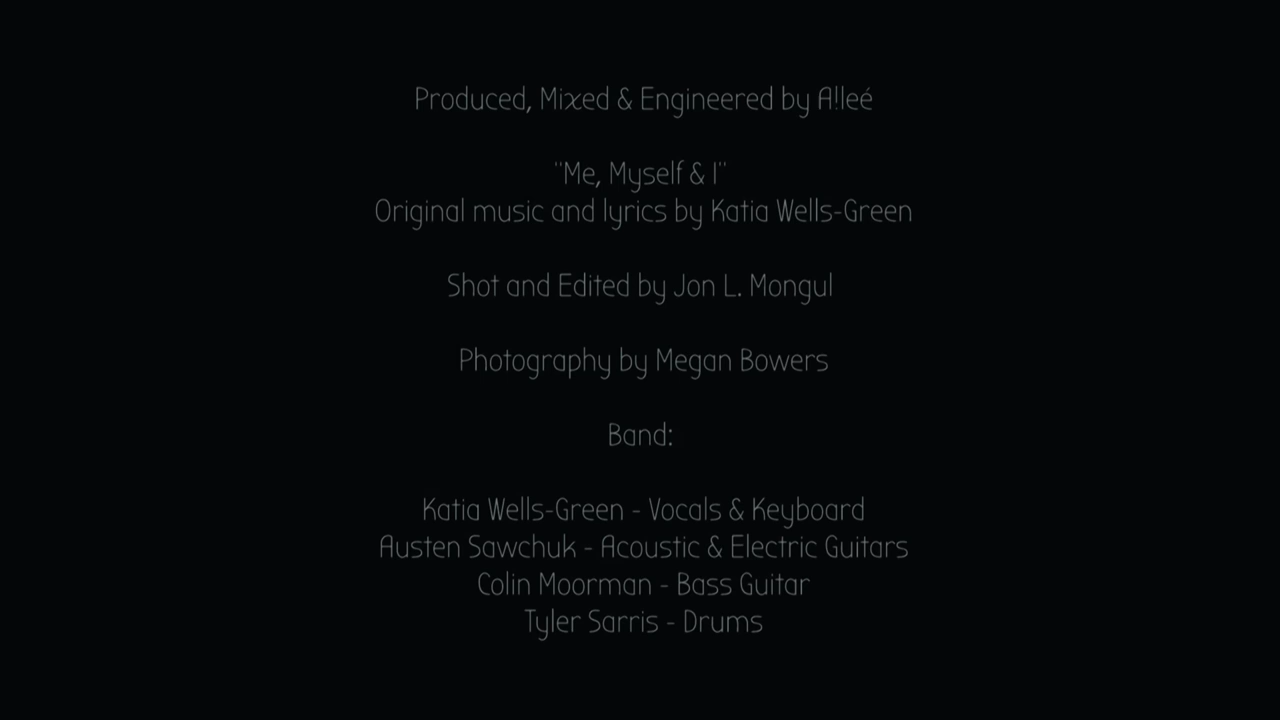 Produced, Mixed & Engineered by A!leé
"Me, Myself & I"
Original music and lyrics by Katia Wells-Green
Shot and Edited by Jon L. Mongul
Photography by Megan Bowers
Band:
Katia Wells-Green - Vocals & Keyboard
Austen Sawchuk - Acoustic & Electric Guitars
Colin Moorman - Bass Guitar
Tyler Sarris - Drums